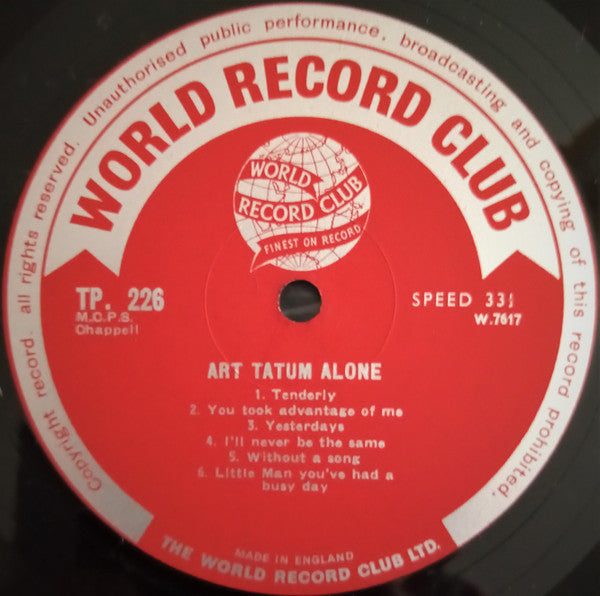 Copyright record. all rights reserved. Unauthorised public performance, broadcasting and copying of this record prohibited.
WORLD RECORD CLUB
WORLD
RECORD CLUB
FINEST ON RECORD
TP. 226
M.C.P.S.
Chappell
SPEED 33⅓
W.7617
ART TATUM ALONE
1. Tenderly
2. You took advantage of me
3. Yesterdays
4. I'll never be the same
5. Without a song
6. Little Man you've had a
busy day
MADE IN ENGLAND
THE WORLD RECORD CLUB LTD.